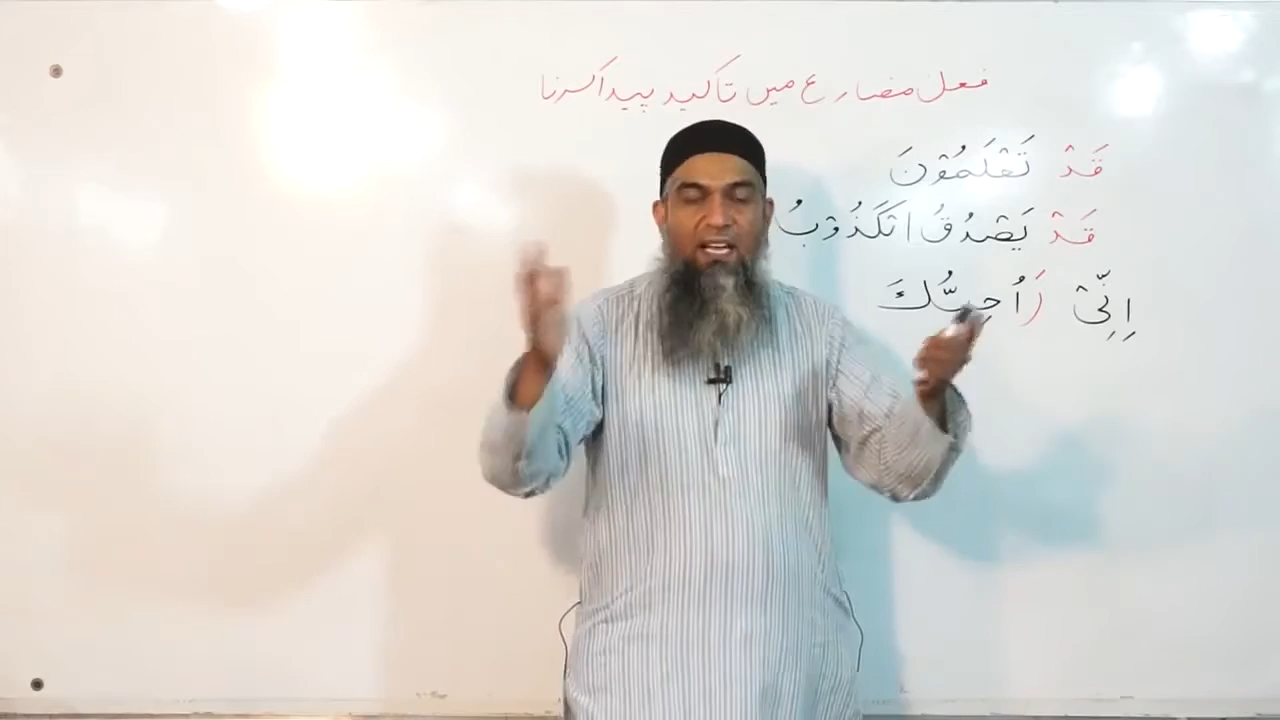 فعل مضارع میں تاکید پیدا کرنا
قَدْ تَعْلَمُوْنَ
قَدْ يَصْدُقُ الْكَذُوْبُ
اِنِّيْ لَاُحِبُّكَ